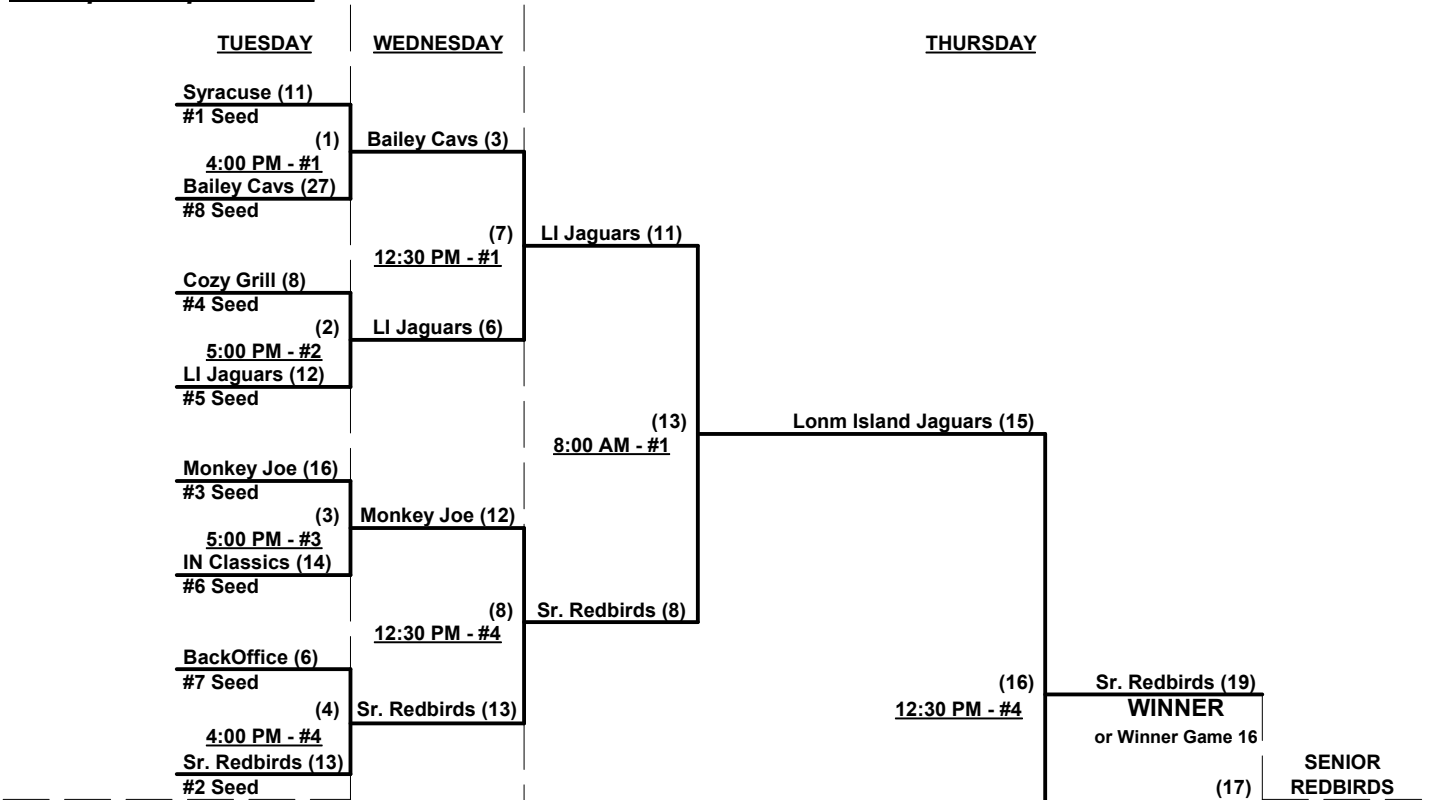 TUESDAY
WEDNESDAY
THURSDAY
Syracuse (11)
#1 Seed
(1)
4:00 PM - #1
Bailey Cavs (27)
#8 Seed
Bailey Cavs (3)
(7)
12:30 PM - #1
LI Jaguars (11)
Cozy Grill (8)
#4 Seed
(2)
5:00 PM - #2
LI Jaguars (12)
#5 Seed
LI Jaguars (6)
(13)
8:00 AM - #1
Lonm Island Jaguars (15)
Monkey Joe (16)
#3 Seed
(3)
5:00 PM - #3
IN Classics (14)
#6 Seed
Monkey Joe (12)
(8)
12:30 PM - #4
Sr. Redbirds (8)
BackOffice (6)
#7 Seed
(4)
4:00 PM - #4
Sr. Redbirds (13)
#2 Seed
Sr. Redbirds (13)
(16)
12:30 PM - #4
Sr. Redbirds (19)
WINNER
or Winner Game 16
(17)
SENIOR
REDBIRDS